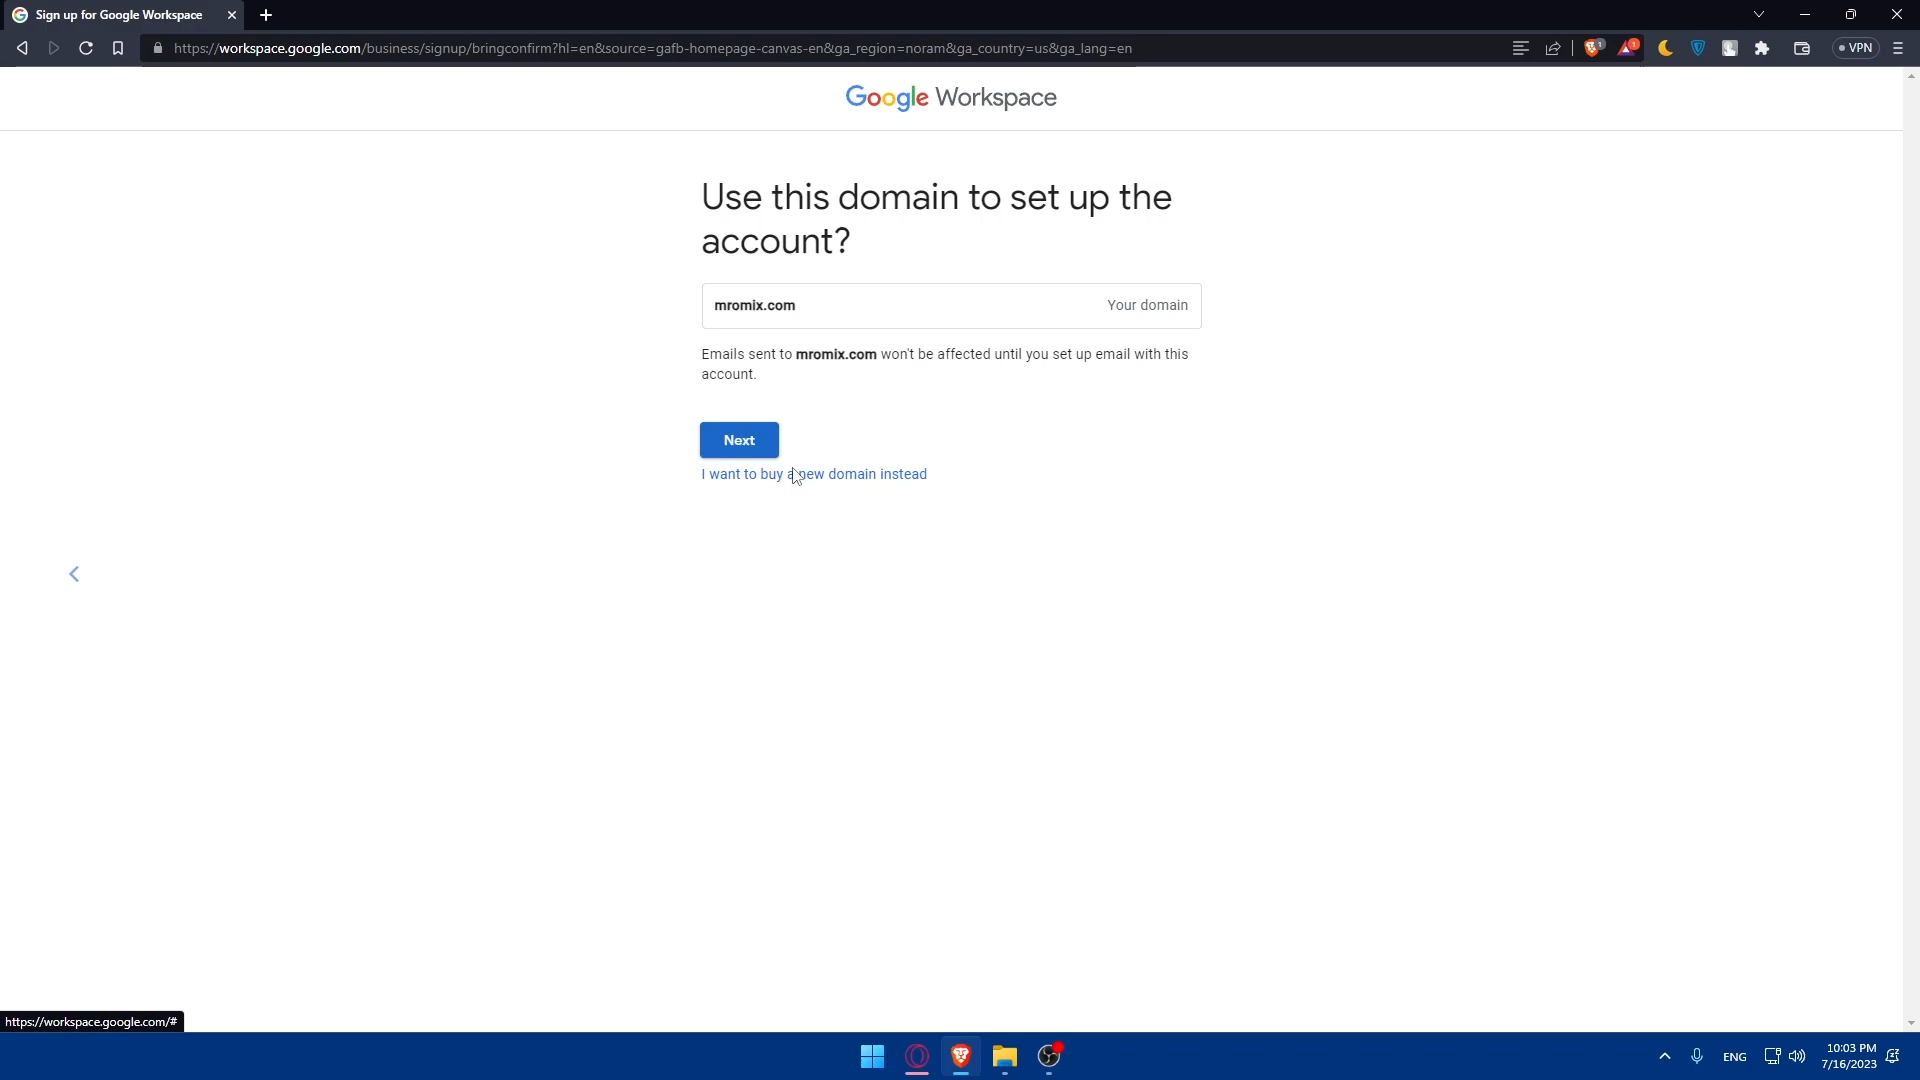 Sign up for Google Workspace
https://workspace.google.com/business/signup/bringconfirm?hl=en&source=gafb-homepage-canvas-en&ga_region=noram&ga_country=us&ga_lang=en
1
1
VPN
Google Workspace
Use this domain to set up the
account?
mromix.com Your domain
Emails sent to mromix.com won't be affected until you set up email with this
account.
Next
I want to buy a new domain instead
https://workspace.google.com/#
ENG
10:03 PM
7/16/2023